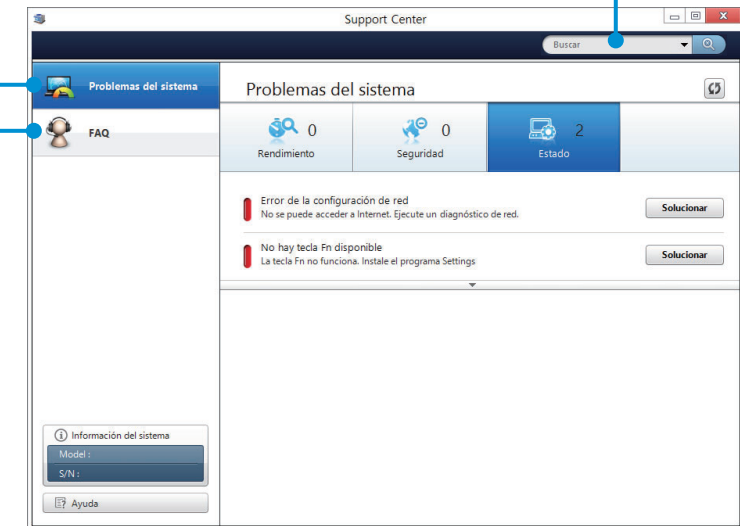 Support Center
Buscar
Problemas del sistema
FAQ
Problemas del sistema
0
Rendimiento
0
Seguridad
2
Estado
Error de la configuración de red
No se puede acceder a Internet. Ejecute un diagnóstico de red.
Solucionar
No hay tecla Fn disponible
La tecla Fn no funciona. Instale el programa Settings
Solucionar
Información del sistema
Model :
S/N :
Ayuda